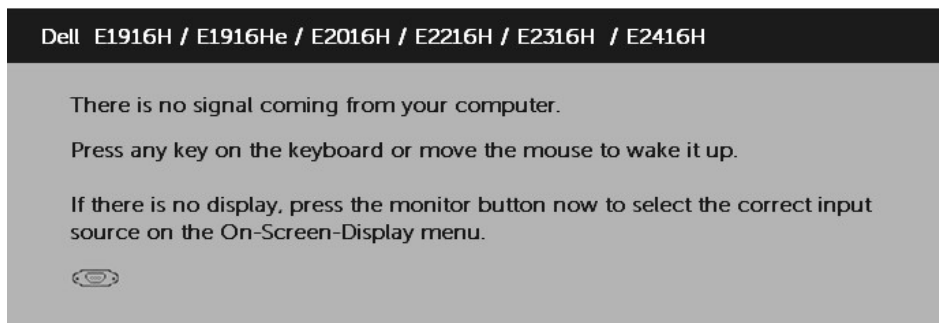 Dell E1916H / E1916He / E2016H / E2216H / E2316H / E2416H
There is no signal coming from your computer.
Press any key on the keyboard or move the mouse to wake it up.
If there is no display, press the monitor button now to select the correct input
source on the On-Screen-Display menu.